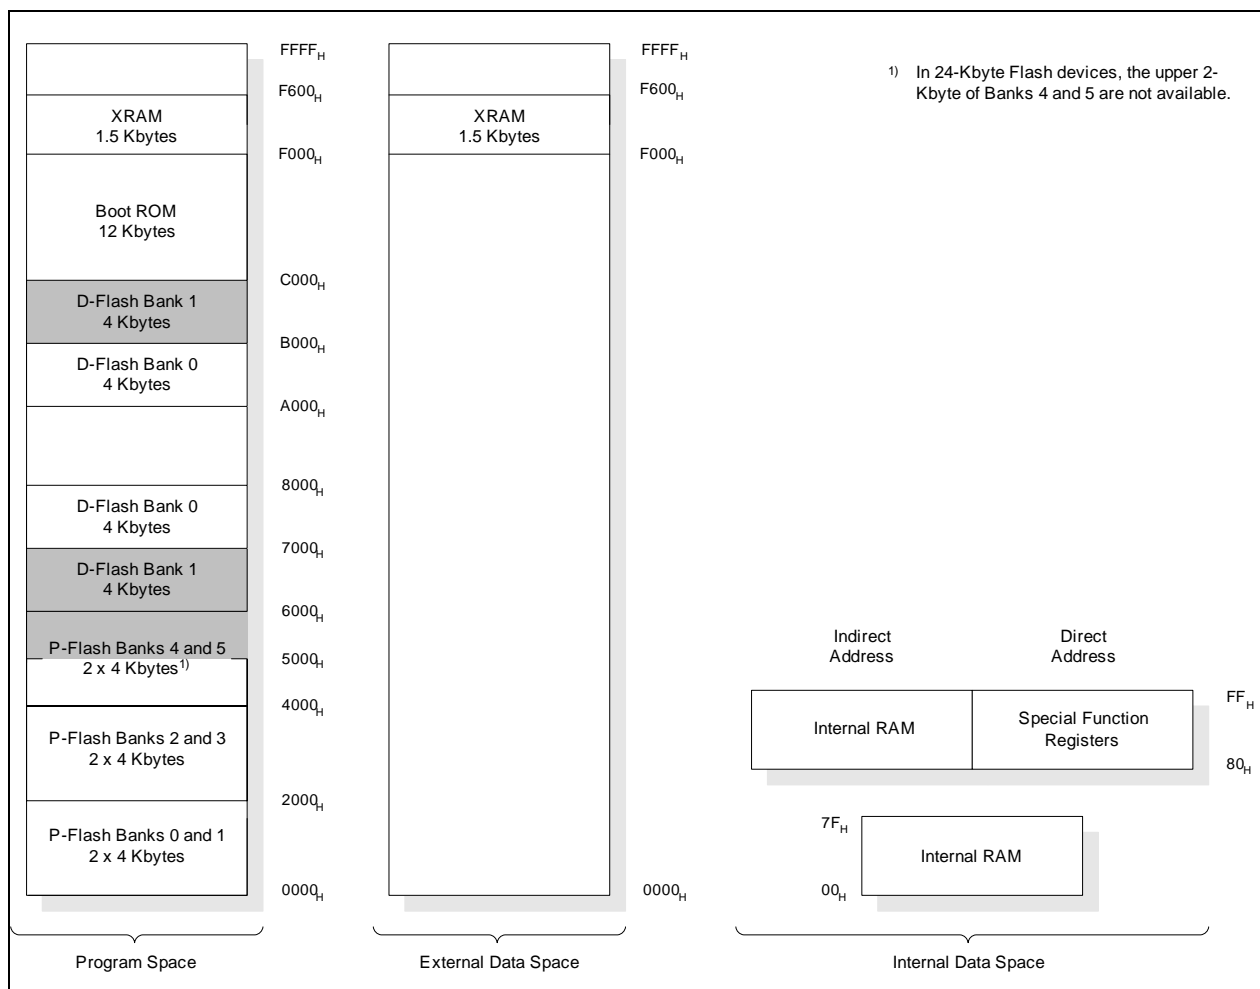 FFFFH
F600H
XRAM
1.5 Kbytes
F000H
Boot ROM
12 Kbytes
C000H
D-Flash Bank 1
4 Kbytes
B000H
D-Flash Bank 0
4 Kbytes
A000H
8000H
D-Flash Bank 0
4 Kbytes
7000H
D-Flash Bank 1
4 Kbytes
6000H
P-Flash Banks 4 and 5
2 x 4 Kbytes1)
5000H
4000H
P-Flash Banks 2 and 3
2 x 4 Kbytes
2000H
P-Flash Banks 0 and 1
2 x 4 Kbytes
0000H
Program Space
FFFFH
F600H
XRAM
1.5 Kbytes
F000H
0000H
External Data Space
1) In 24-Kbyte Flash devices, the upper 2-
Kbyte of Banks 4 and 5 are not available.
Indirect
Address
Direct
Address
Internal RAM
Special Function
Registers
FFH
80H
7FH
Internal RAM
00H
Internal Data Space